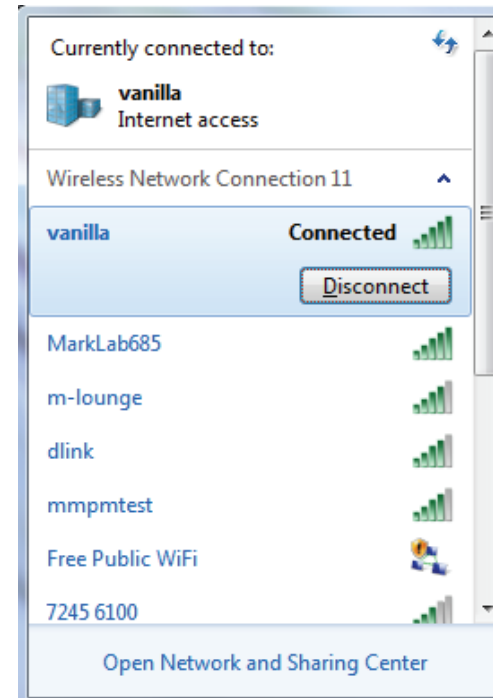 Currently connected to:
vanilla
Internet access
Wireless Network Connection 11
vanilla Connected
Disconnect
MarkLab685
m-lounge
dlink
mmpmtest
Free Public WiFi
7245 6100
Open Network and Sharing Center